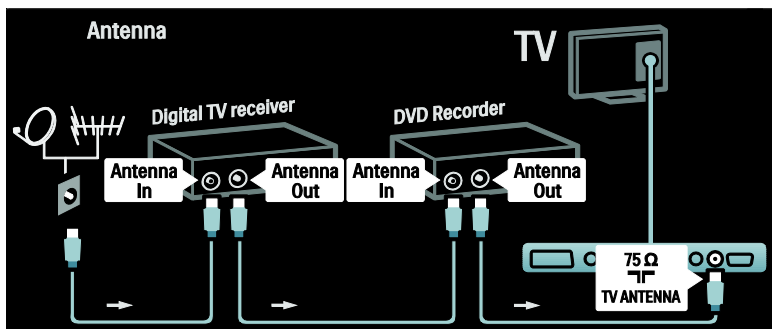 Antenna
TV
Digital TV receiver
DVD Recorder
Antenna
In
Antenna
Out
Antenna
In
Antenna
Out
75 Ω
TV ANTENNA